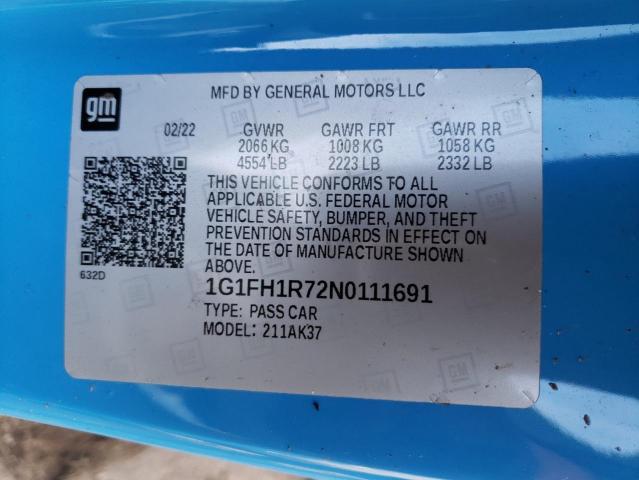 gm
MFD BY GENERAL MOTORS LLC
02/22 GVWR GAWR FRT GAWR RR
2066 KG 1008 KG 1058 KG
4554 LB 2223 LB 2332 LB
THIS VEHICLE CONFORMS TO ALL
APPLICABLE U.S. FEDERAL MOTOR
VEHICLE SAFETY, BUMPER, AND THEFT
PREVENTION STANDARDS IN EFFECT ON
THE DATE OF MANUFACTURE SHOWN
ABOVE.
632D
1G1FH1R72N0111691
TYPE: PASS CAR
MODEL: 211AK37